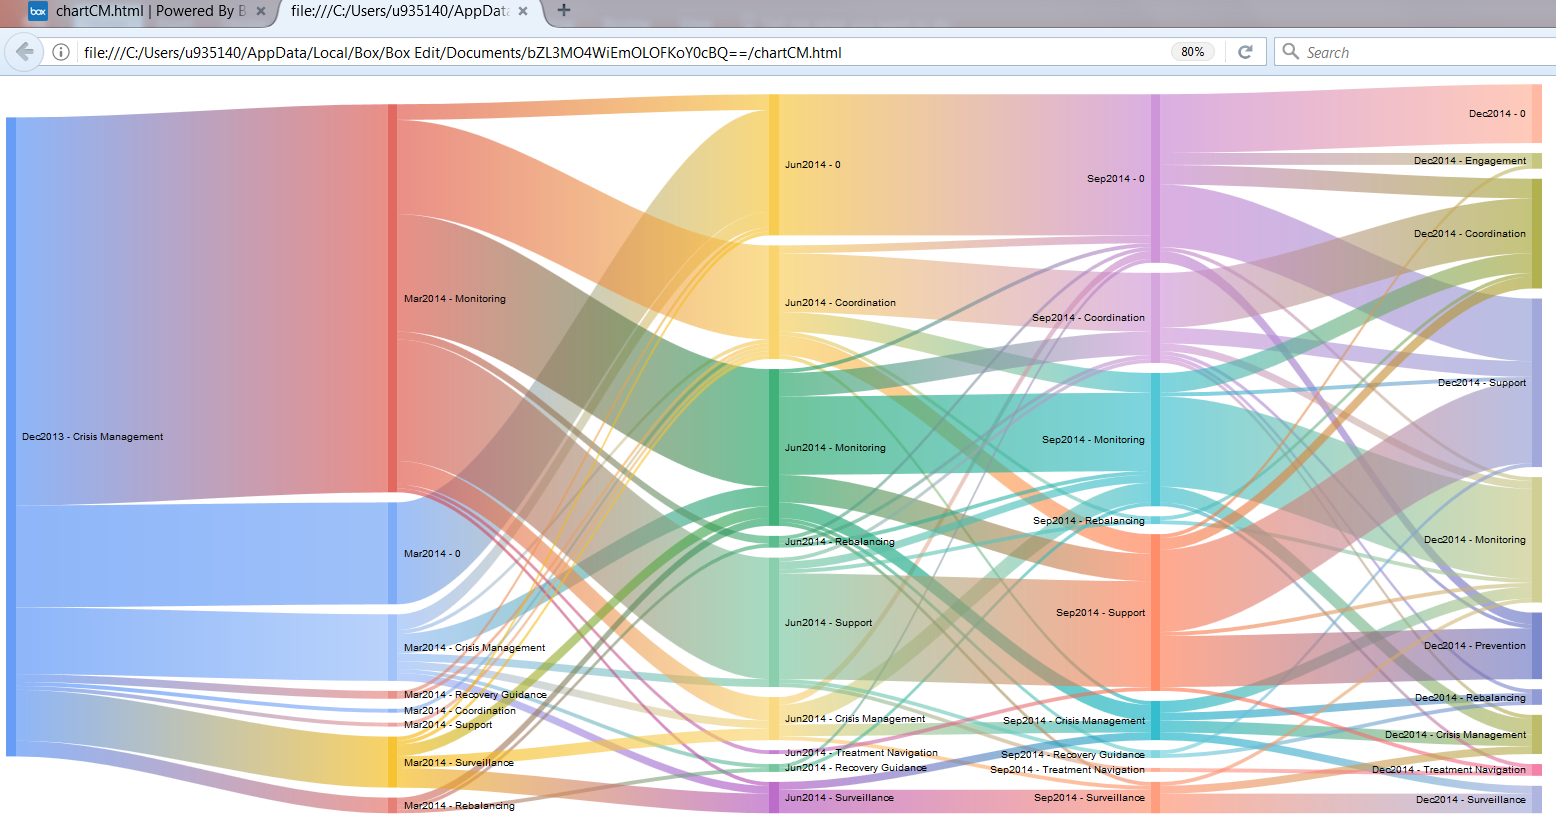 box chartCM.html | Powered By B ×
file:///C:/Users/u935140/AppData ×
+
file:///C:/Users/u935140/AppData/Local/Box/Box Edit/Documents/bZL3MO4WiEmOLOFKoY0cBQ==/chartCM.html
80%
Search
Dec2013 - Crisis Management
Mar2014 - Monitoring
Mar2014 - 0
Mar2014 - Crisis Management
Mar2014 - Recovery Guidance
Mar2014 - Coordination
Mar2014 - Support
Mar2014 - Surveillance
Mar2014 - Rebalancing
Jun2014 - 0
Jun2014 - Coordination
Jun2014 - Monitoring
Jun2014 - Rebalancing
Jun2014 - Support
Jun2014 - Crisis Management
Jun2014 - Treatment Navigation
Jun2014 - Recovery Guidance
Jun2014 - Surveillance
Sep2014 - 0
Sep2014 - Coordination
Sep2014 - Monitoring
Sep2014 - Rebalancing
Sep2014 - Support
Sep2014 - Crisis Management
Sep2014 - Recovery Guidance
Sep2014 - Treatment Navigation
Sep2014 - Surveillance
Dec2014 - 0
Dec2014 - Engagement
Dec2014 - Coordination
Dec2014 - Support
Dec2014 - Monitoring
Dec2014 - Prevention
Dec2014 - Rebalancing
Dec2014 - Crisis Management
Dec2014 - Treatment Navigation
Dec2014 - Surveillance